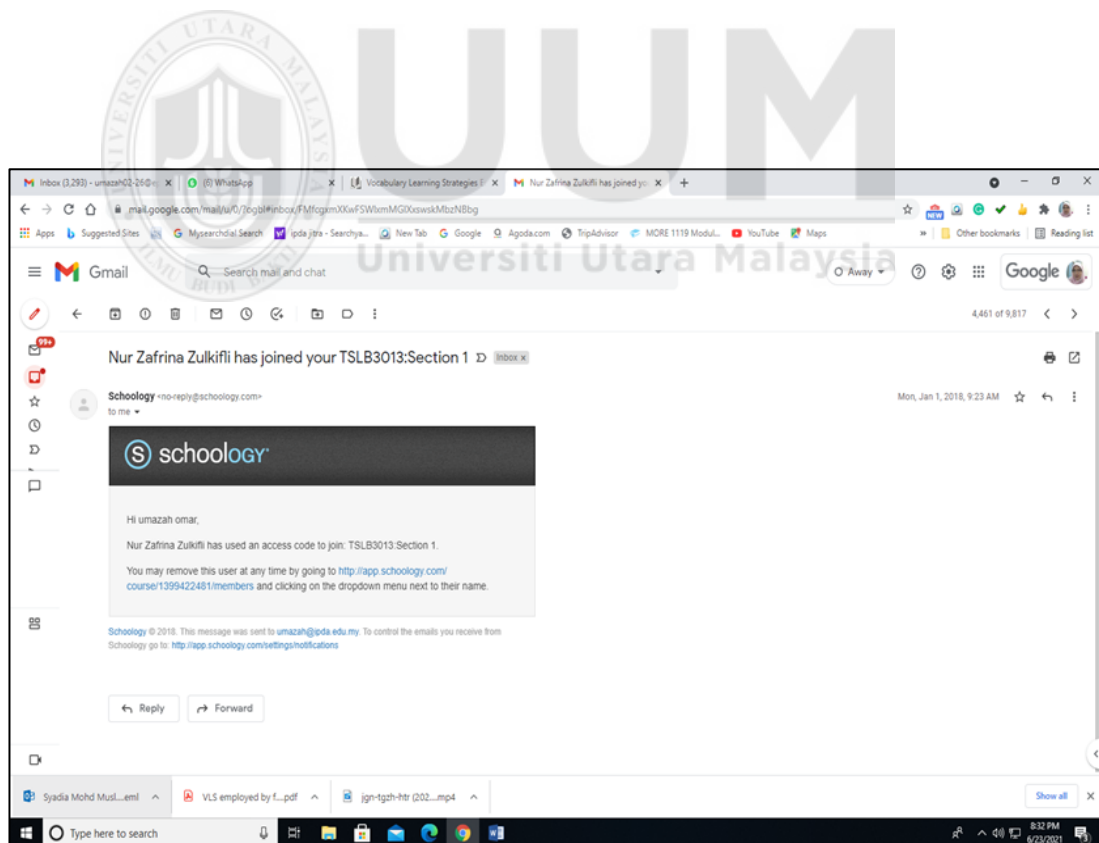 UNIVERSITI UTARA MALAYSIA
UUM
Universiti Utara Malaysia
ILMU BUDI BAKTI
Inbox (3,293) - umazah02-26@e
(6) WhatsApp
Vocabulary Learning Strategies
Nur Zafrina Zulkifli has joined yo
mail.google.com/mail/u/0/?ogbl#inbox/FMfcgxmXKwFSWlxmMGlXxswskMbzNBbg
NEW
Apps Suggested Sites Mysearchdial Search ipda jitra - Searchya... New Tab Google Agoda.com TripAdvisor MORE 1119 Modul... YouTube Maps » Other bookmarks Reading list
Gmail
Search mail and chat
Away
Google
4,461 of 9,817
99+
Nur Zafrina Zulkifli has joined your TSLB3013:Section 1 Inbox x
Schoology <no-reply@schoology.com>
Mon, Jan 1, 2018, 9:23 AM
to me
S schoology
Hi umazah omar,
Nur Zafrina Zulkifli has used an access code to join: TSLB3013:Section 1.
You may remove this user at any time by going to http://app.schoology.com/
course/1399422481/members and clicking on the dropdown menu next to their name.
Schoology © 2018. This message was sent to umazah@ipda.edu.my. To control the emails you receive from
Schoology go to: http://app.schoology.com/settings/notifications
Reply Forward
Syadia Mohd Musl....eml VLS employed by f....pdf jgn-tgzh-htr (202....mp4 Show all
Type here to search
8:32 PM
6/23/2021